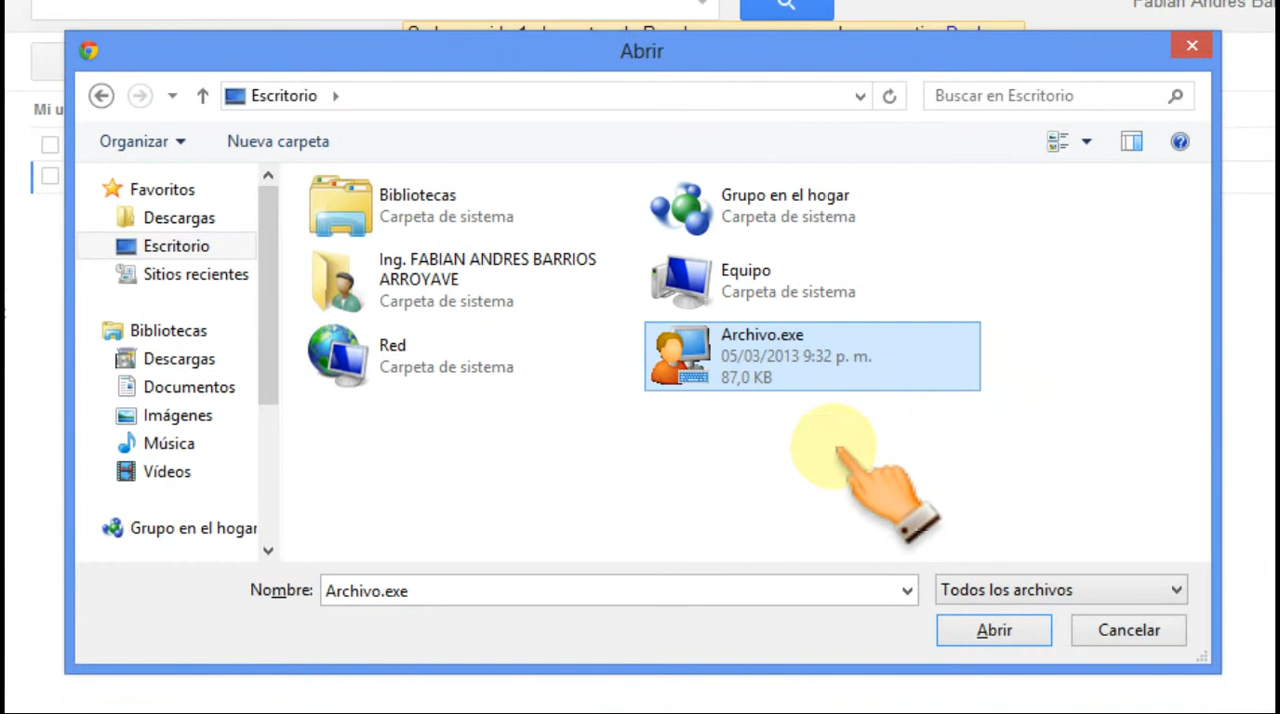 Fabian Andres Ba
Abrir
Escritorio
Buscar en Escritorio
Organizar
Nueva carpeta
Mi u
Favoritos
Descargas
Escritorio
Sitios recientes
Bibliotecas
Descargas
Documentos
Imágenes
Música
Vídeos
Grupo en el hogar
Bibliotecas
Carpeta de sistema
Grupo en el hogar
Carpeta de sistema
Ing. FABIAN ANDRES BARRIOS
ARROYAVE
Carpeta de sistema
Equipo
Carpeta de sistema
Red
Carpeta de sistema
Archivo.exe
05/03/2013 9:32 p. m.
87,0 KB
Nombre:
Archivo.exe
Todos los archivos
Abrir
Cancelar